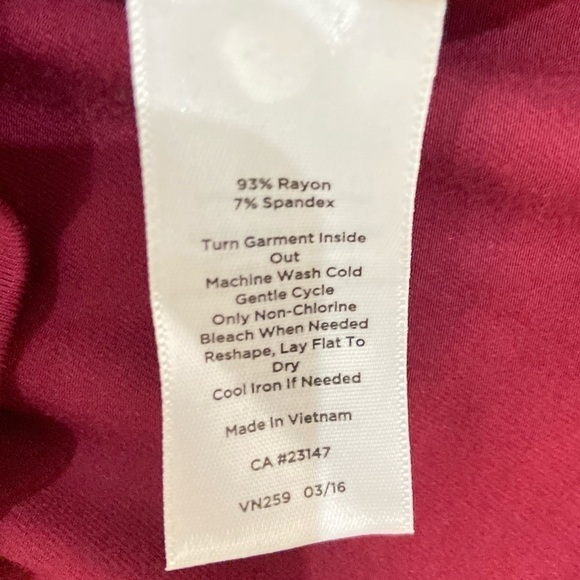 93% Rayon
7% Spandex
Turn Garment Inside
Out
Machine Wash Cold
Gentle Cycle
Only Non-Chlorine
Bleach When Needed
Reshape, Lay Flat To
Dry
Cool Iron If Needed
Made In Vietnam
CA #23147
VN259 03/16